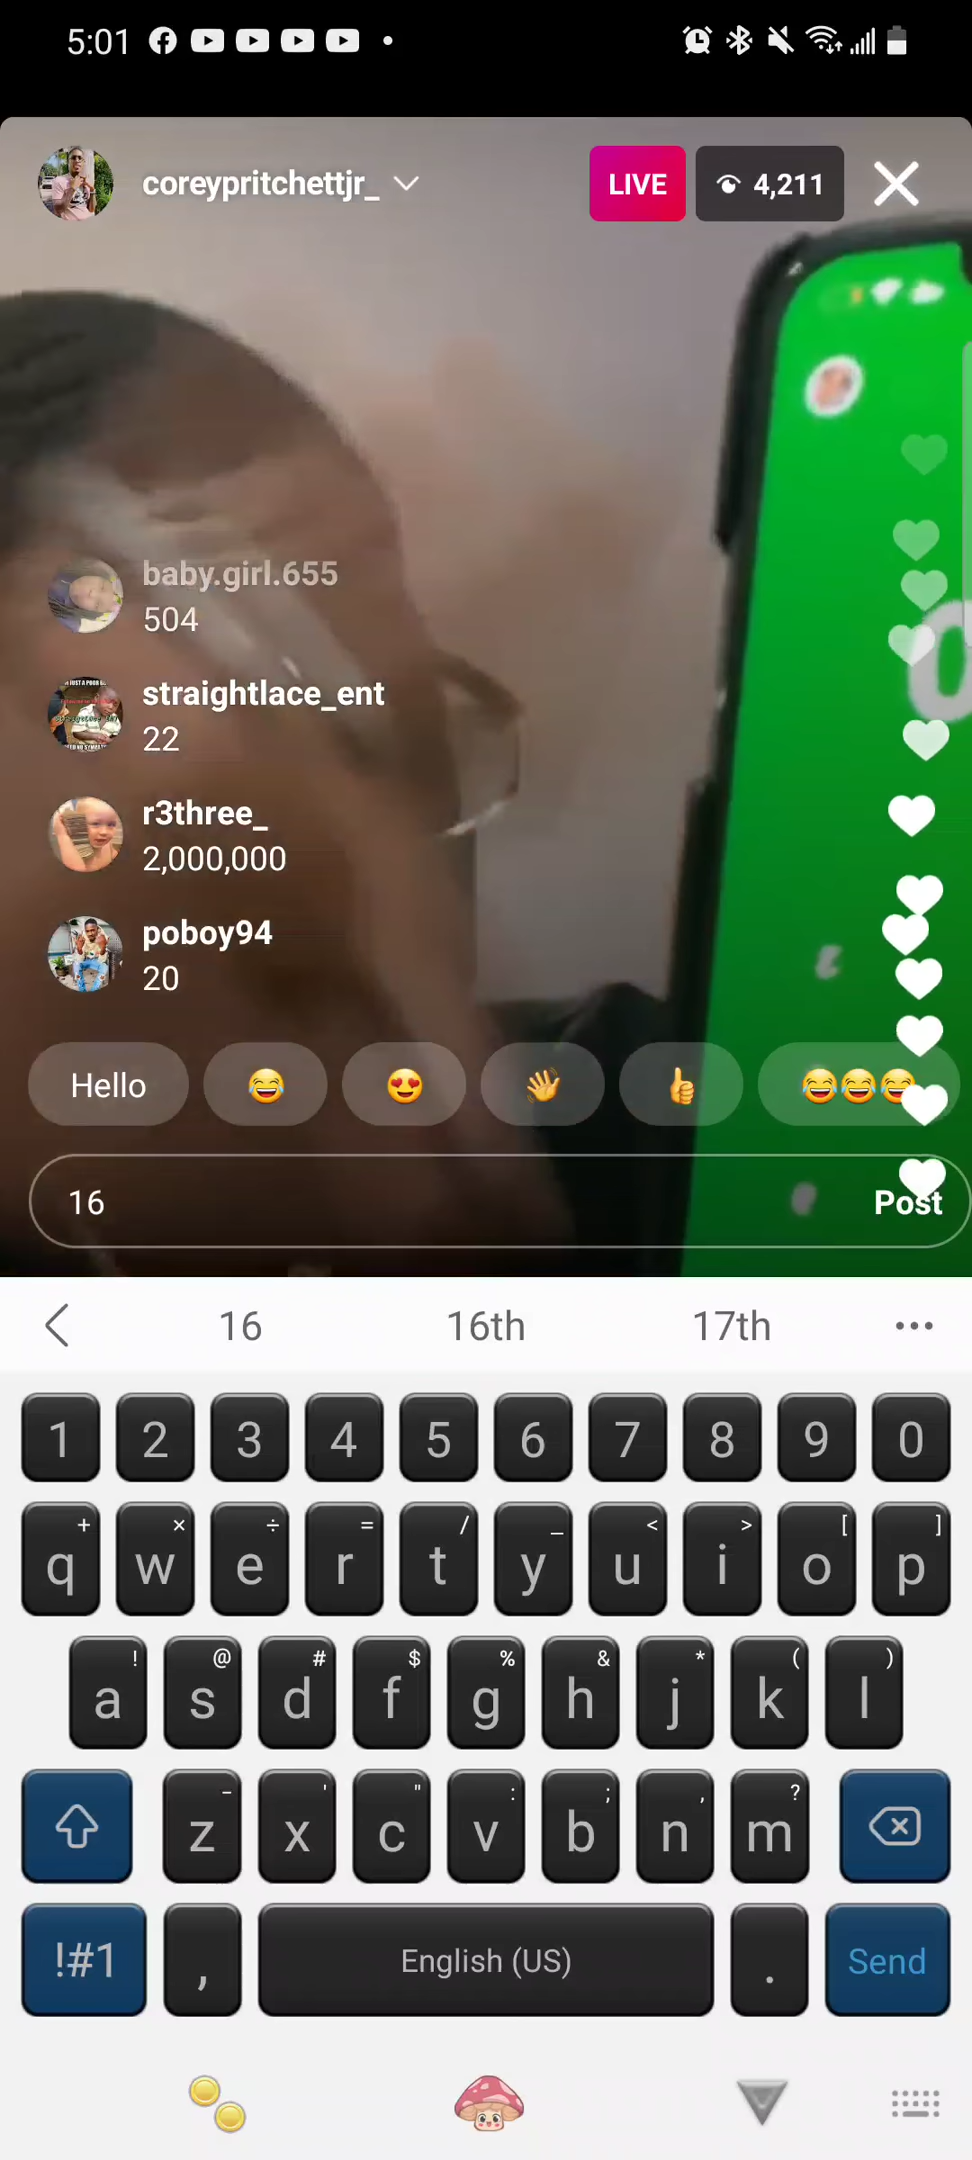 5:01
coreypritchettjr_
LIVE
4,211
baby.girl.655
504
straightlace_ent
22
r3three_
2,000,000
poboy94
20
Hello
16
Post
16 16th 17th
1 2 3 4 5 6 7 8 9 0
+ × ÷ = / _ < > [ ]
q w e r t y u i o p
! @ # $ % & * ( )
a s d f g h j k l
- ' " : ; , ?
z x c v b n m
!#1 , English (US) . Send